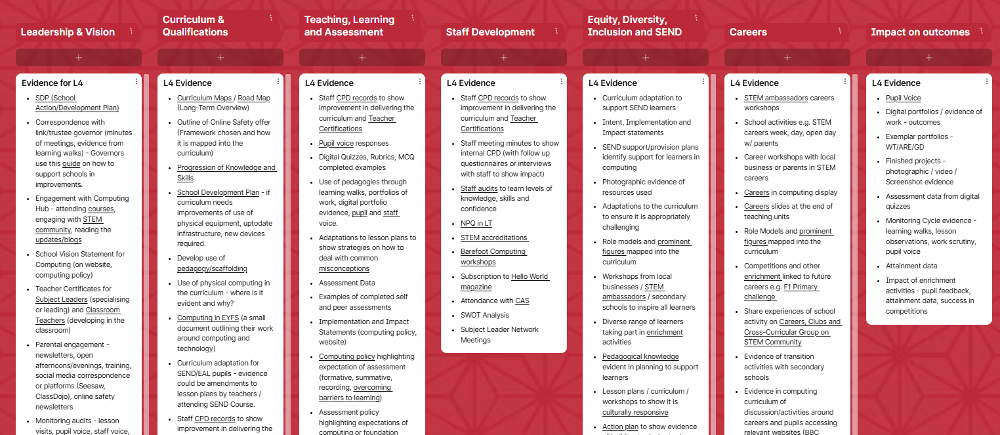 Leadership & Vision
Evidence for L4
SDP (School
Action/Development Plan)
Correspondence with
link/trustee governor (minutes
of meetings, evidence from
learning walks) - Governors
use this guide on how to
support schools in
improvements.
Engagement with Computing
Hub - attending courses,
engaging with STEM
community, reading the
updates/blogs
School Vision Statement for
Computing (on website,
computing policy)
Teacher Certificates for
Subject Leaders (specialising
or leading) and Classroom
Teachers (developing in the
classroom)
Parental engagement -
newsletters, open
afternoons/evenings, training,
social media correspondence
or platforms (Seesaw,
ClassDojo), online safety
newsletters
Monitoring audits - lesson
visits, pupil voice, staff voice,
Curriculum &
Qualifications
L4 Evidence
Curriculum Maps / Road Map
(Long-Term Overview)
Outline of Online Safety offer
(Framework chosen and how
it is mapped into the
curriculum)
Progression of Knowledge and
Skills
School Development Plan - if
curriculum needs
improvements of use of
physical equipment, uptodate
infrastructure, new devices
required.
Develop use of
pedagogy/scaffolding
Use of physical computing in
the curriculum - where is it
evident and why?
Computing in EYFS (a small
document outlining their work
around computing and
technology)
Curriculum adaptation for
SEND/EAL pupils - evidence
could be amendments to
lesson plans by teachers /
attending SEND Course.
Staff CPD records to show
improvement in delivering the
Teaching, Learning
and Assessment
L4 Evidence
Staff CPD records to show
improvement in delivering the
curriculum and Teacher
Certifications
Pupil voice responses
Digital Quizzes, Rubrics, MCQ
completed examples
Use of pedagogies through
learning walks, portfolios of
work, digital portfolio
evidence, pupil and staff
voice.
Adaptations to lesson plans to
show strategies on how to
deal with common
misconceptions
Assessment Data
Examples of completed self
and peer assessments
Implementation and Impact
Statements (computing policy,
website)
Computing policy highlighting
expectation of assessment
(formative, summative,
recording, overcoming
barriers to learning)
Assessment policy
highlighting expectations of
computing or foundation
Staff Development
L4 Evidence
Staff CPD records to show
improvement in delivering the
curriculum and Teacher
Certifications
Staff meeting minutes to show
internal CPD (with follow up
questionnaires or interviews
with staff to show impact)
Staff audits to learn levels of
knowledge, skills and
confidence
NPQ in LT
STEM accreditations
Barefoot Computing
workshops
Subscription to Hello World
magazine
Attendance with CAS
SWOT Analysis
Subject Leader Network
Meetings
Equity, Diversity,
Inclusion and SEND
L4 Evidence
Curriculum adaptation to
support SEND learners
Intent, Implementation and
Impact statements
SEND support/provision plans
identify support for learners in
computing
Photographic evidence of
resources used
Adaptations to the curriculum
to ensure it is appropriately
challenging
Role models and prominent
figures mapped into the
curriculum
Workshops from local
businesses / STEM
ambassadors / secondary
schools to inspire all learners
Diverse range of learners
taking part in enrichment
activities
Pedagogical knowledge
evident in planning to support
learners
Lesson plans / curriculum /
workshops to show it is
culturally responsive
Action plan to show evidence
Careers
L4 Evidence
STEM ambassadors careers
workshops
School activities e.g. STEM
careers week, day, open day
w/ parents
Career workshops with local
business or parents in STEM
careers
Careers in computing display
Careers slides at the end of
teaching units
Role Models and prominent
figures mapped into the
curriculum
Competitions and other
enrichment linked to future
careers e.g. F1 Primary
challenge
Share experiences of school
activity on Careers, Clubs and
Cross-Curricular Group on
STEM Community
Evidence of transition
activities with secondary
schools
Evidence in computing
curriculum of
discussion/activities around
careers and pupils accessing
relevant websites (BBC
Impact on outcomes
L4 Evidence
Pupil Voice
Digital portfolios / evidence of
work - outcomes
Exemplar portfolios -
WT/ARE/GD
Finished projects -
photographic / video /
Screenshot evidence
Assessment data from digital
quizzes
Monitoring Cycle evidence -
learning walks, lesson
observations, work scrutiny,
pupil voice
Attainment data
Impact of enrichment
activities - pupil feedback,
attainment data, success in
competitions